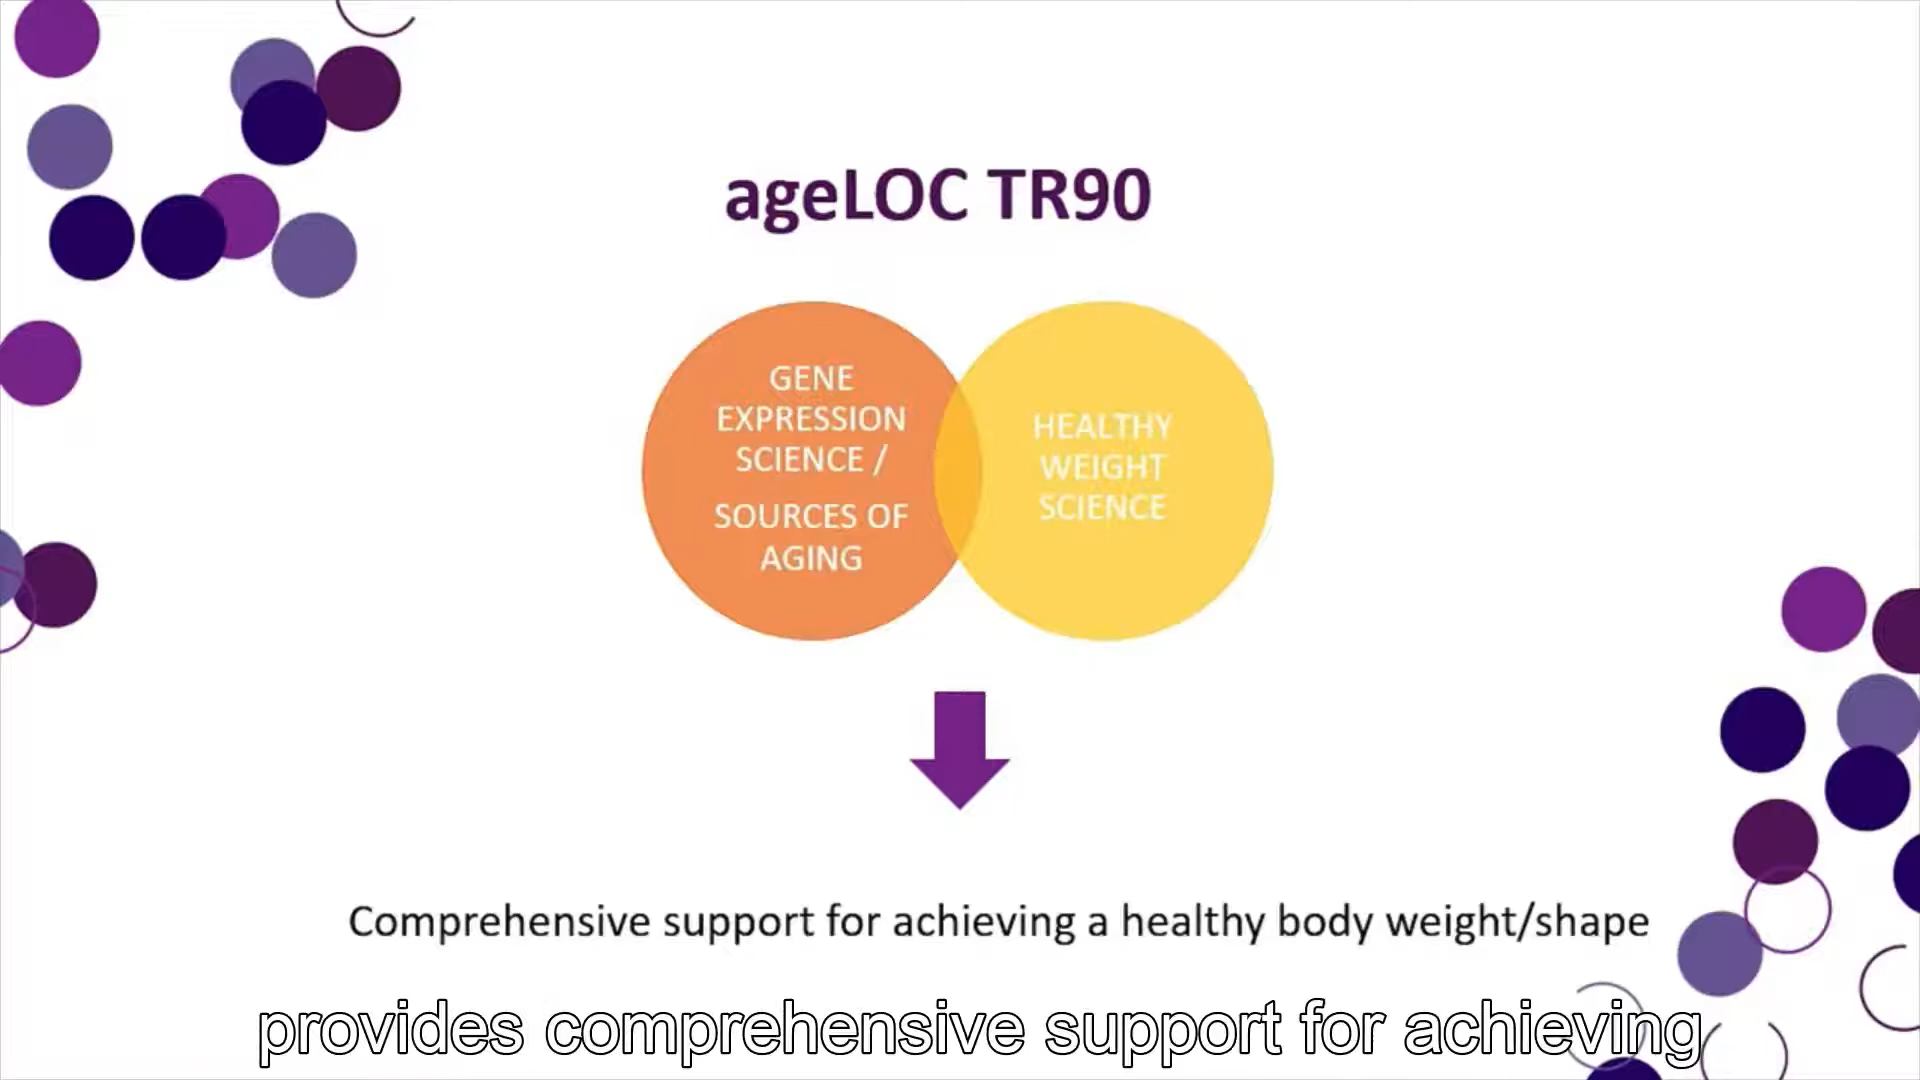 ageLOC TR90
GENE
EXPRESSION
SCIENCE /
SOURCES OF
AGING
HEALTHY
WEIGHT
SCIENCE
Comprehensive support for achieving a healthy body weight/shape
provides comprehensive support for achieving